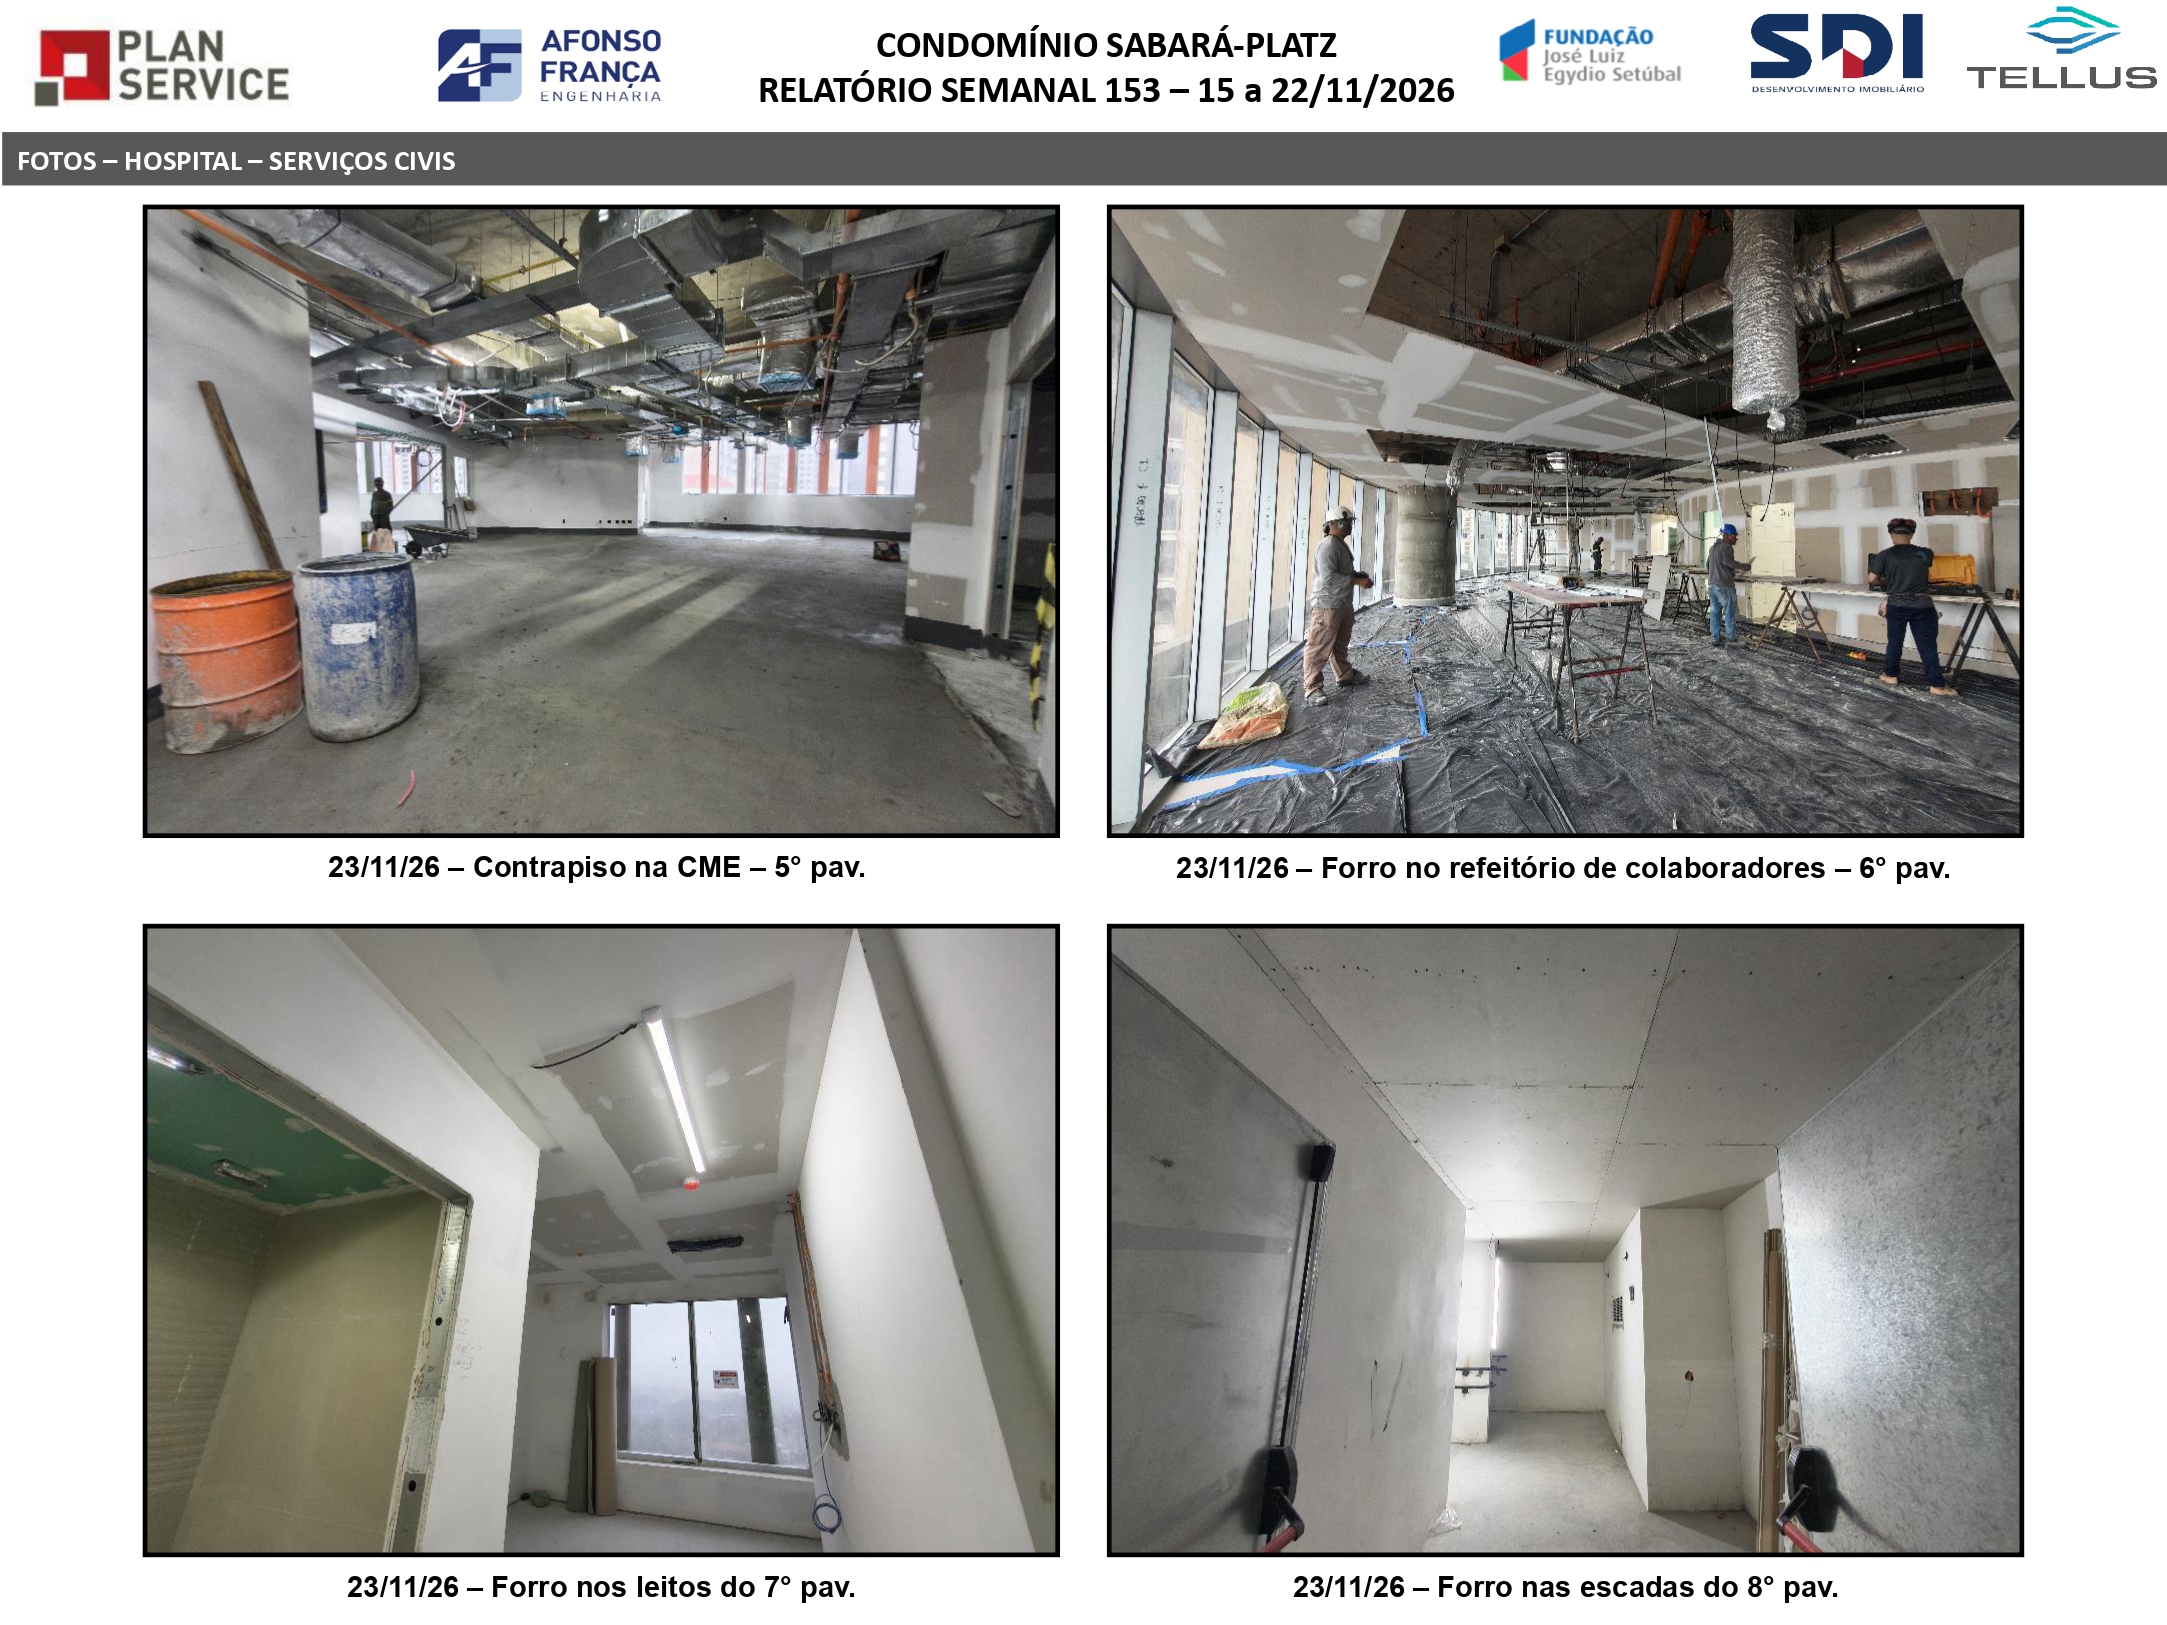 PLAN
SERVICE
AF
AFONSO
FRANÇA
ENGENHARIA
CONDOMÍNIO SABARÁ-PLATZ
RELATÓRIO SEMANAL 153 – 15 a 22/11/2026
FUNDAÇÃO
José Luiz
Egydio Setúbal
SDI
DESENVOLVIMENTO IMOBILIÁRIO
TELLUS
FOTOS – HOSPITAL – SERVIÇOS CIVIS
23/11/26 – Contrapiso na CME – 5° pav.
23/11/26 – Forro no refeitório de colaboradores – 6° pav.
23/11/26 – Forro nos leitos do 7° pav.
23/11/26 – Forro nas escadas do 8° pav.